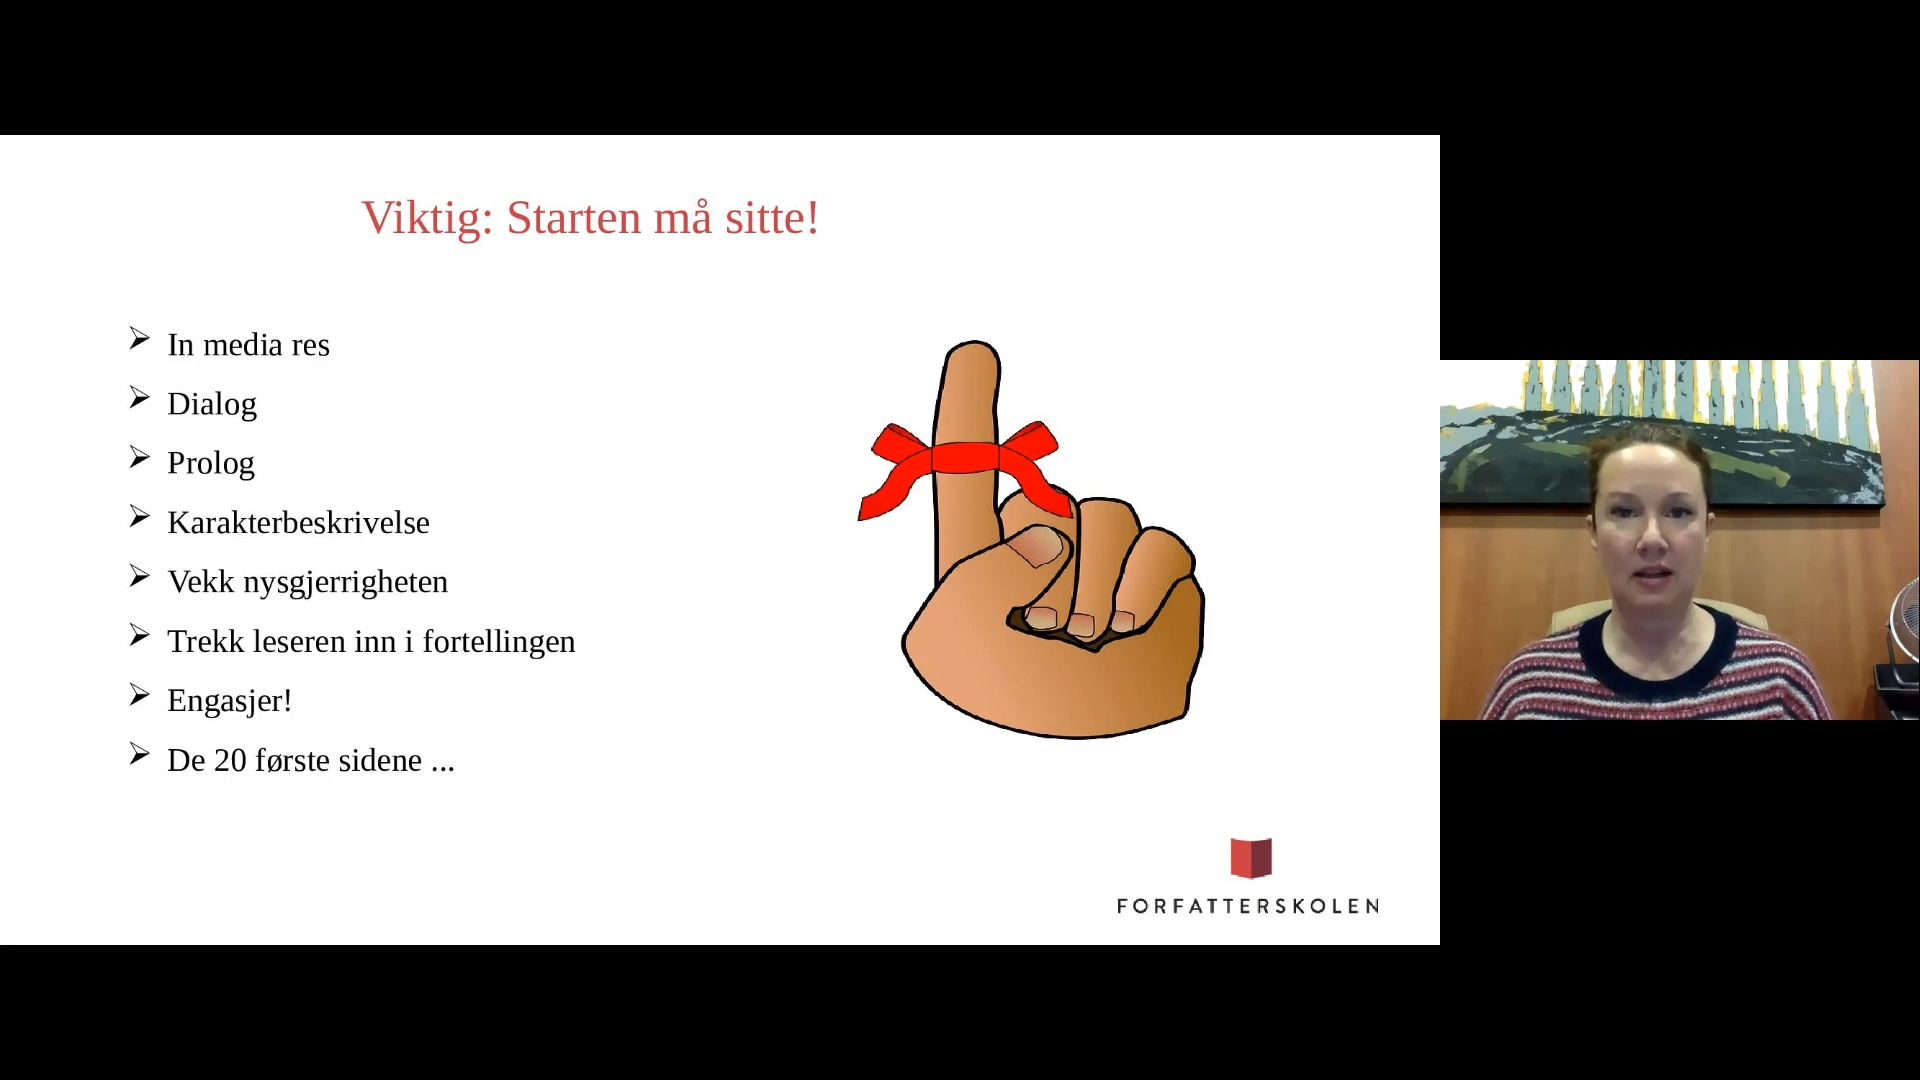 Viktig: Starten må sitte!
In media res
Dialog
Prolog
Karakterbeskrivelse
Vekk nysgjerrigheten
Trekk leseren inn i fortellingen
Engasjer!
De 20 første sidene ...
FORFATTERSKOLEN